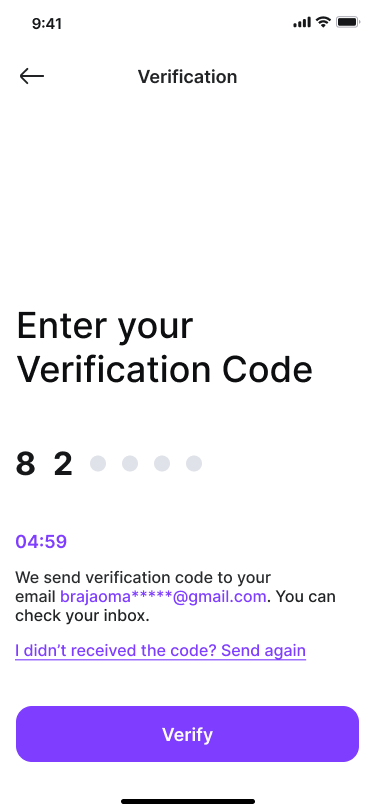 9:41
Verification
Enter your
Verification Code
8 2
04:59
We send verification code to your
email brajaoma*****@gmail.com. You can
check your inbox.
I didn’t received the code? Send again
Verify